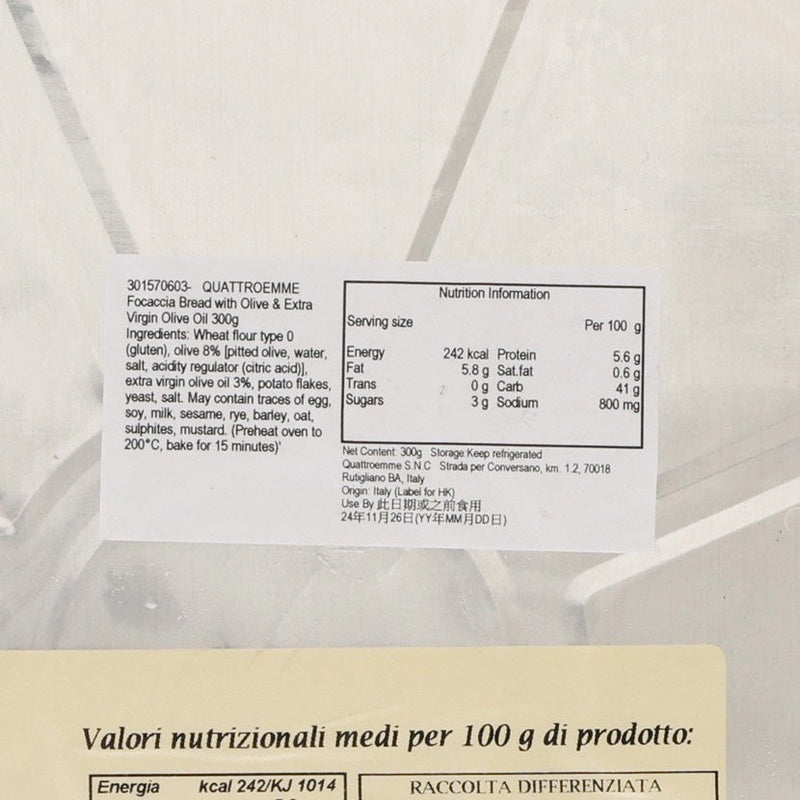 301570603- QUATTROEMME
Focaccia Bread with Olive & Extra
Virgin Olive Oil 300g
Ingredients: Wheat flour type 0
(gluten), olive 8% [pitted olive, water,
salt, acidity regulator (citric acid)],
extra virgin olive oil 3%, potato flakes,
yeast, salt. May contain traces of egg,
soy, milk, sesame, rye, barley, oat,
sulphites, mustard. (Preheat oven to
200°C, bake for 15 minutes)'
Nutrition Information
Serving size Per 100 g
Energy 242 kcal Protein 5.6 g
Fat 5.8 g Sat.fat 0.6 g
Trans 0 g Carb 41 g
Sugars 3 g Sodium 800 mg
Net Content: 300g Storage:Keep refrigerated
Quattroemme S.N.C Strada per Conversano, km. 1.2, 70018
Rutigliano BA, Italy
Origin: Italy (Label for HK)
Use By 此日期或之前食用
24年11月26日(YY年MM月DD日)
Valori nutrizionali medi per 100 g di prodotto:
Energia kcal 242/KJ 1014
RACCOLTA DIFFERENZIATA